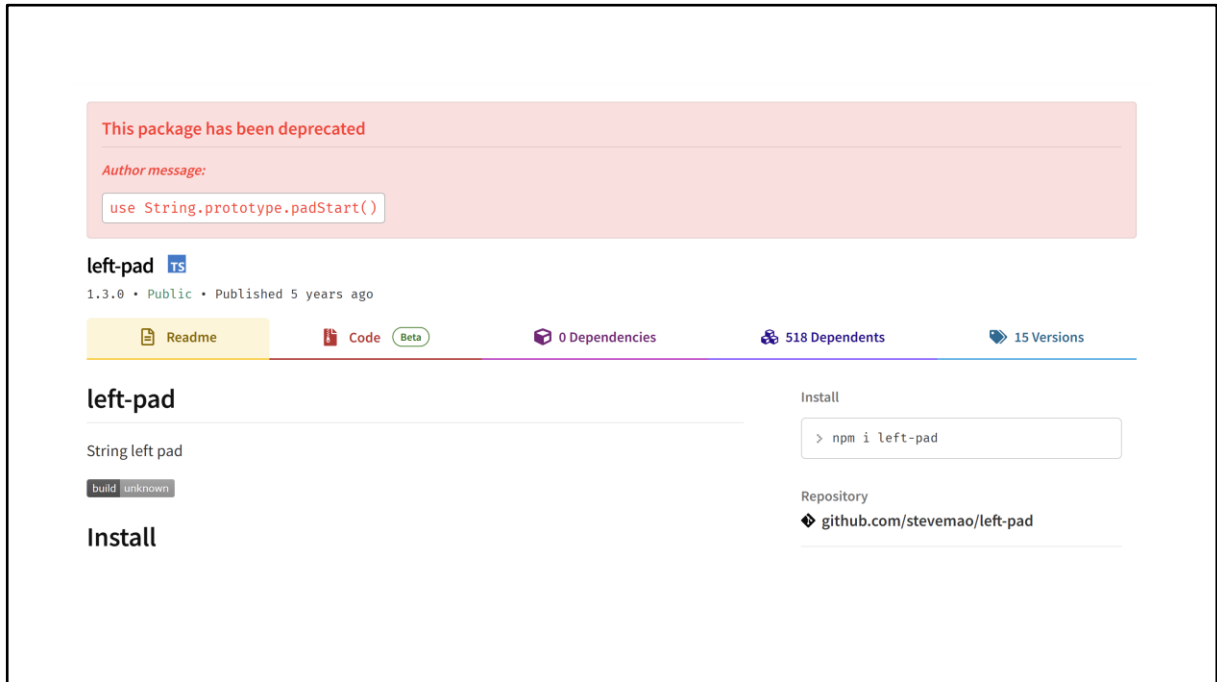 This package has been deprecated
Author message:
use String.prototype.padStart()
left-pad TS
1.3.0 • Public • Published 5 years ago
Readme
Code Beta
0 Dependencies
518 Dependents
15 Versions
left-pad
String left pad
build unknown
Install
Install
> npm i left-pad
Repository
github.com/stevemao/left-pad